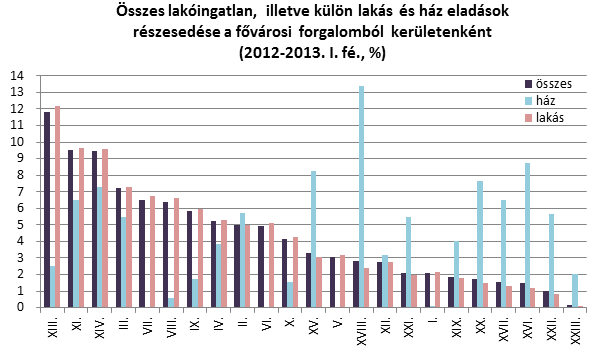 Összes lakóingatlan, illetve külön lakás és ház eladások
részesedése a fővárosi forgalomból kerületenként
(2012-2013. I. fé., %)
14
13
12
11
10
9
8
7
6
5
4
3
2
1
0
összes
ház
lakás
XIII.
XI.
XIV.
III.
VII.
VIII.
IX.
IV.
II.
VI.
X.
XV.
V.
XVIII.
XII.
XXI.
I.
XIX.
XX.
XVII.
XVI.
XXII.
XXIII.